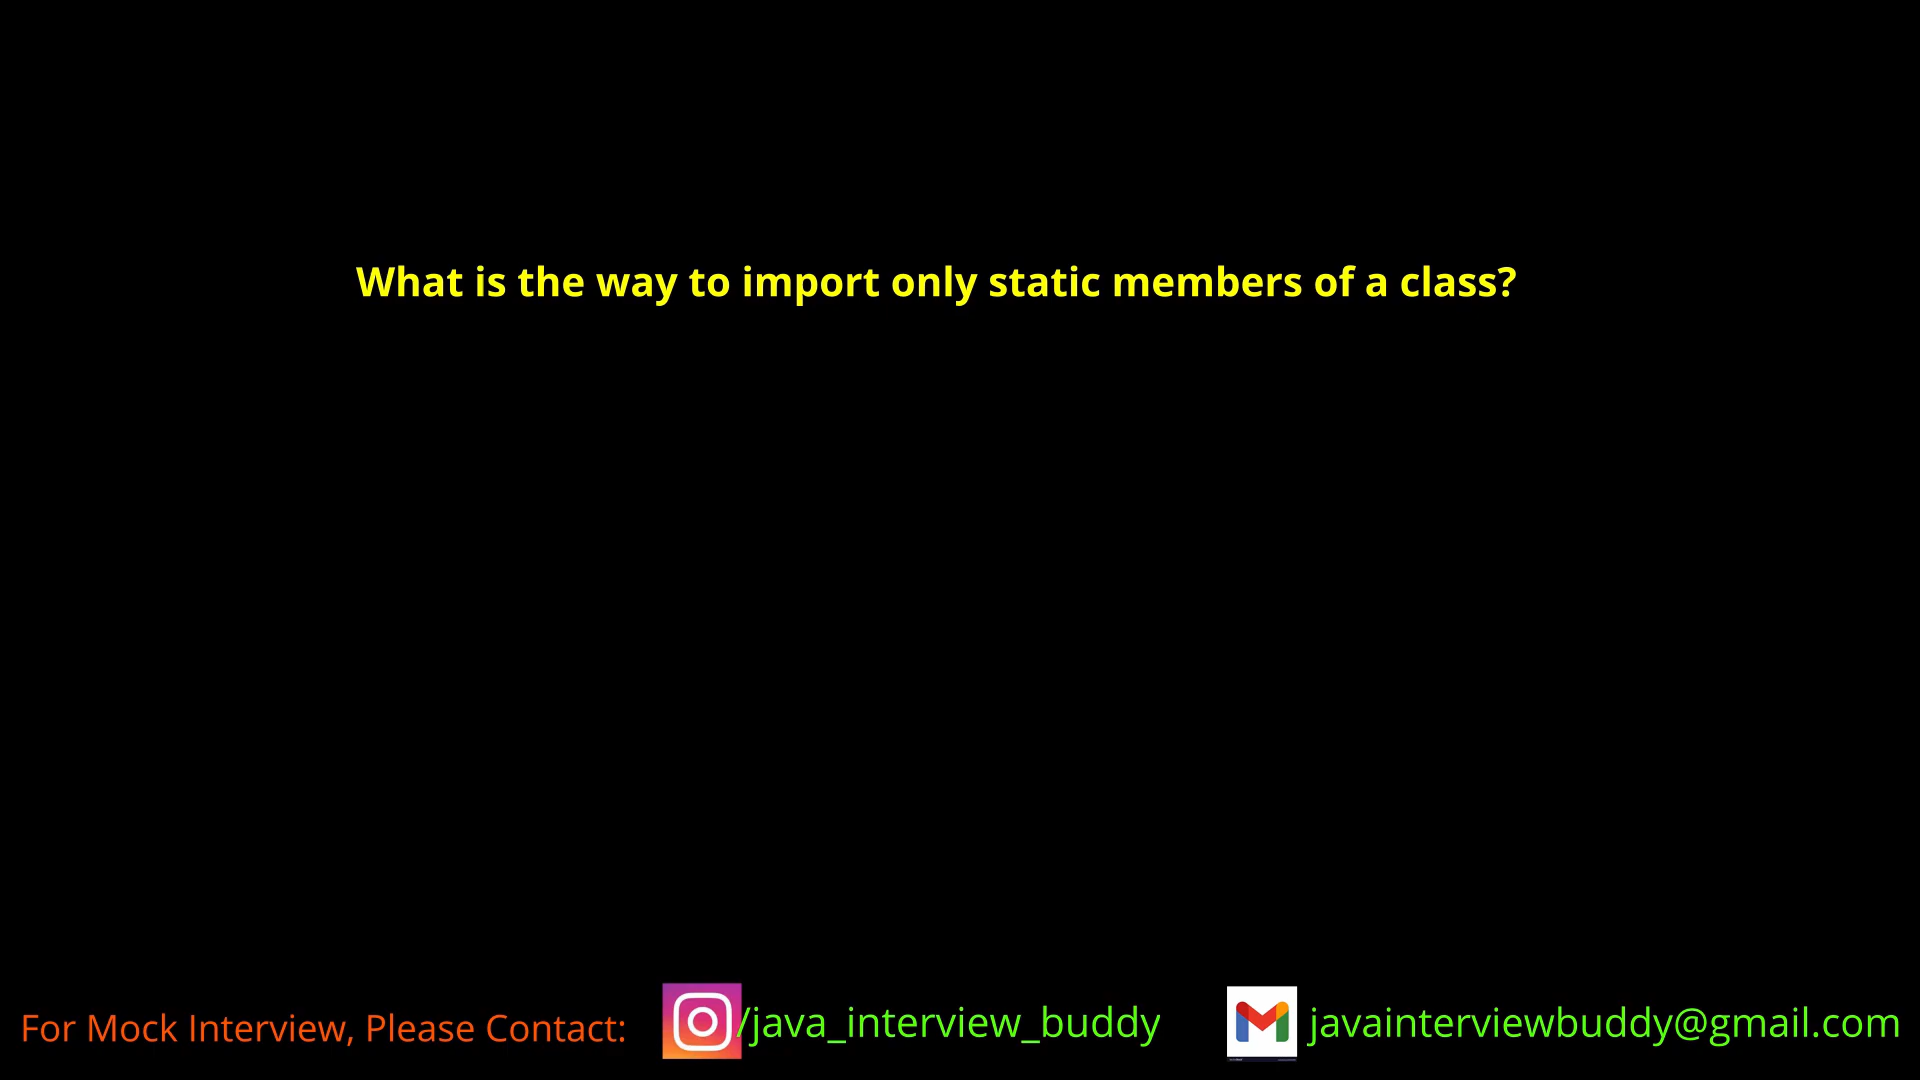 What is the way to import only static members of a class?
For Mock Interview, Please Contact: /java_interview_buddy javainterviewbuddy@gmail.com